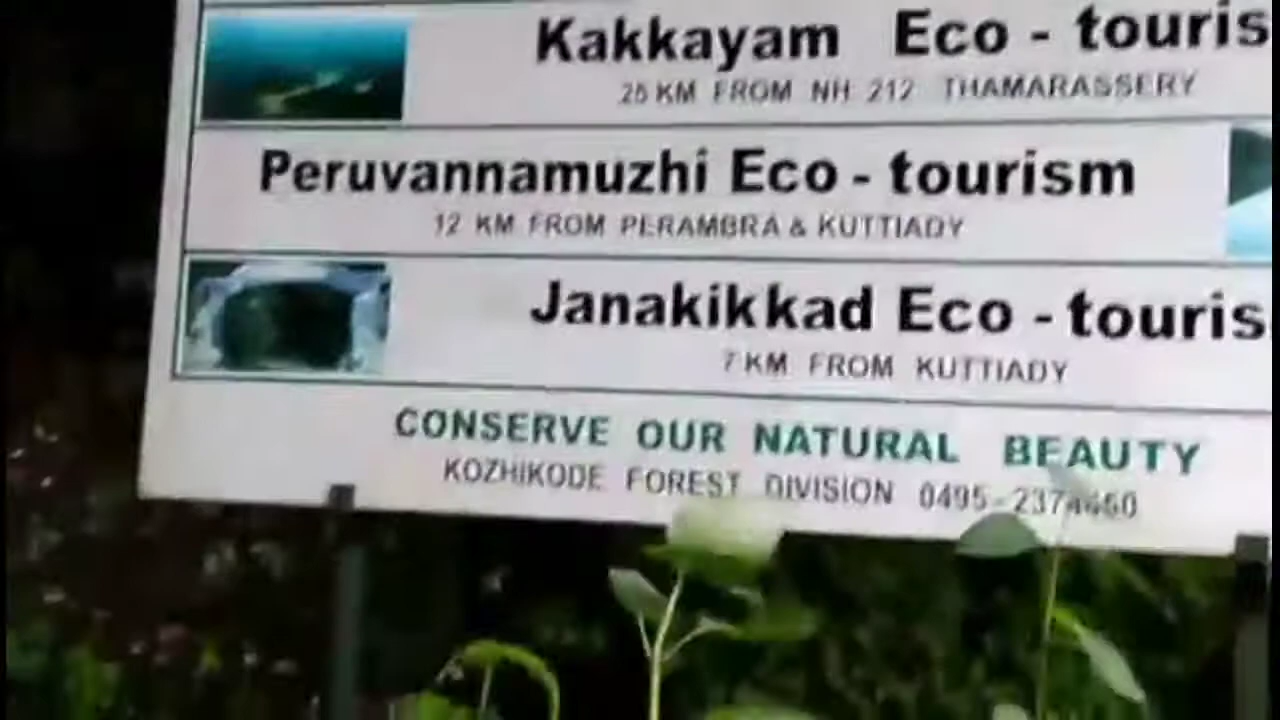 Kakkayam Eco - touris
25 KM FROM NH 212 THAMARASSERY
Peruvannamuzhi Eco - tourism
12 KM FROM PERAMBRA & KUTTIADY
Janakikkad Eco - touris
7 KM FROM KUTTIADY
CONSERVE OUR NATURAL BEAUTY
KOZHIKODE FOREST DIVISION